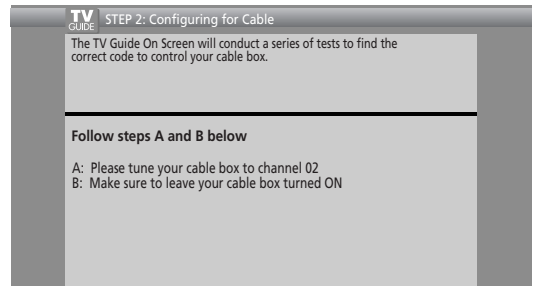 TV
GUIDE
STEP 2: Configuring for Cable
The TV Guide On Screen will conduct a series of tests to find the
correct code to control your cable box.
Follow steps A and B below
A: Please tune your cable box to channel 02
B: Make sure to leave your cable box turned ON